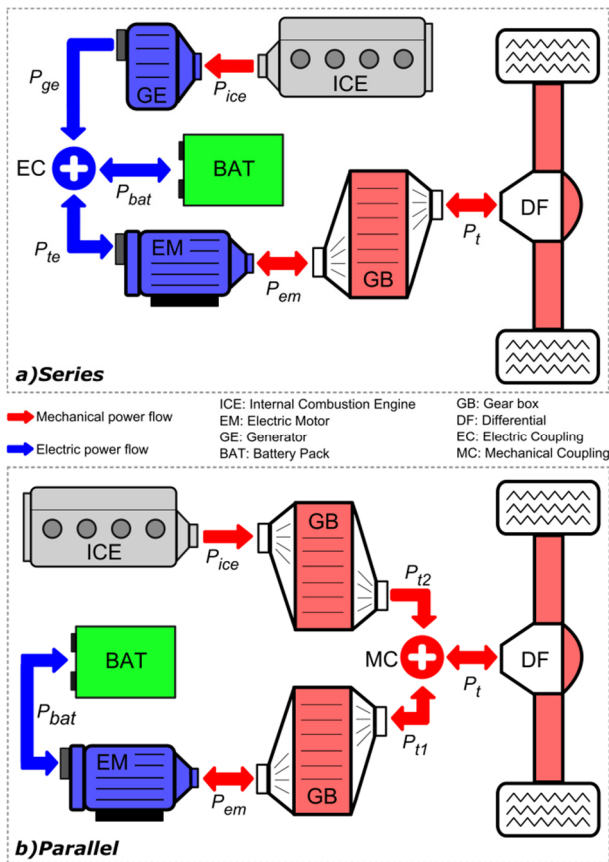 P_ge
GE
P_ice
ICE
EC
P_bat
BAT
DF
P_t
P_te
EM
P_em
GB
a)Series
Mechanical power flow
Electric power flow
ICE: Internal Combustion Engine
EM: Electric Motor
GE: Generator
BAT: Battery Pack
GB: Gear box
DF: Differential
EC: Electric Coupling
MC: Mechanical Coupling
ICE
P_ice
GB
P_t2
BAT
MC
P_t
DF
P_bat
P_t1
EM
P_em
GB
b)Parallel